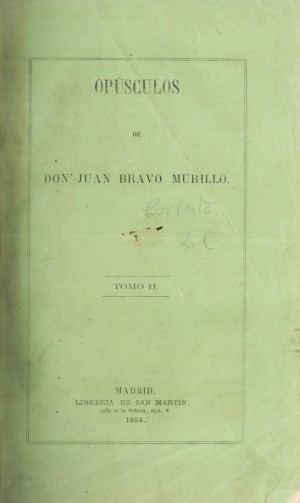 OPÚSCULOS
DE
DON JUAN BRAVO MURILLO.
L C
TOMO II.
MADRID,
LIBRERIA DE SAN MARTIN,
calle de la Victoria, núm. 9.
1864.